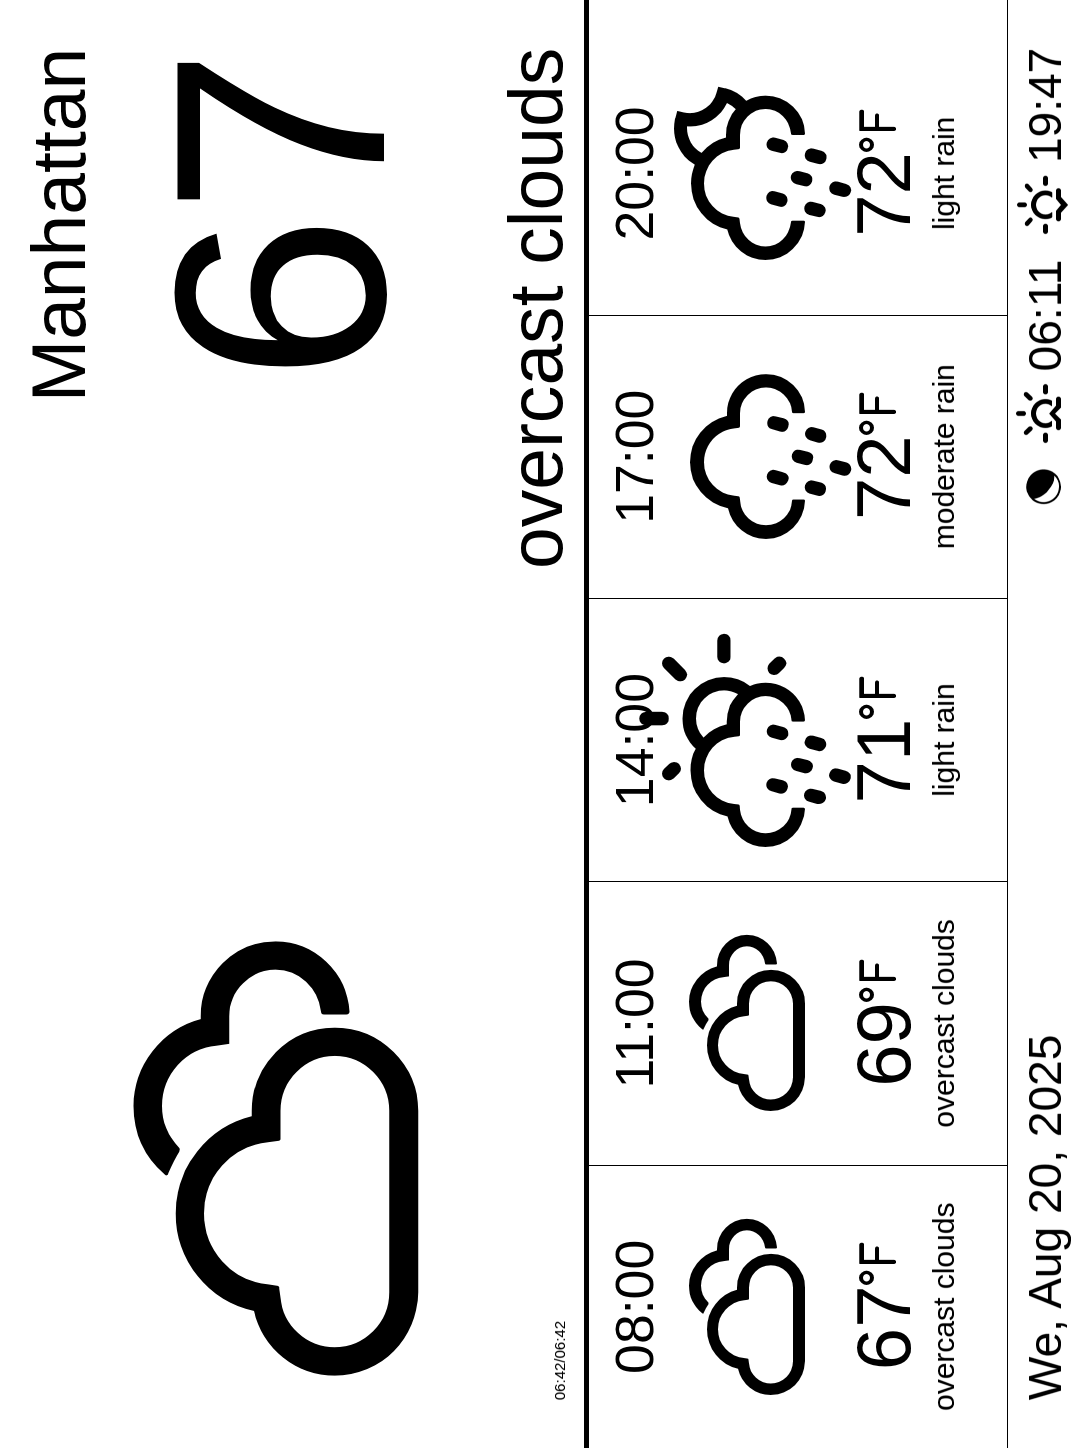 Manhattan
67
overcast clouds
06:42/06:42
08:00 11:00 14:00 17:00 20:00
67°F 69°F 71°F 72°F 72°F
overcast clouds overcast clouds light rain moderate rain light rain
We, Aug 20, 2025 06:11 19:47